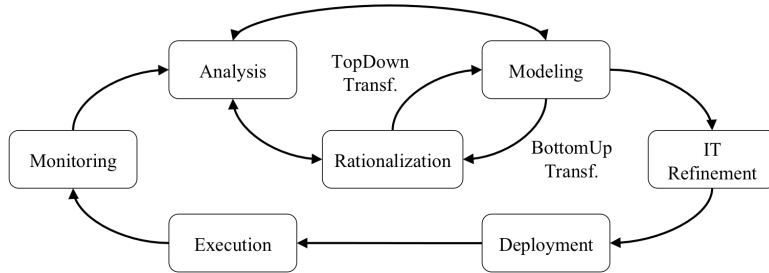 Analysis
TopDown
Transf.
Modeling
Monitoring
Rationalization
BottomUp
Transf.
IT
Refinement
Execution
Deployment